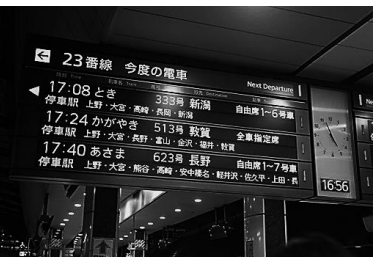 ← 23番線 今度の電車 Next Departure
17:08 とき 333号 新潟 自由席1~6号車
停車駅 上野・大宮・高崎・長岡・新潟
17:24 かがやき 513号 敦賀 全車指定席
停車駅 上野・大宮・長野・富山・金沢・福井・敦賀
17:40 あさま 623号 長野 自由席1~7号車
停車駅 上野・大宮・熊谷・高崎・安中榛名・軽井沢・佐久平・上田・長
16:56